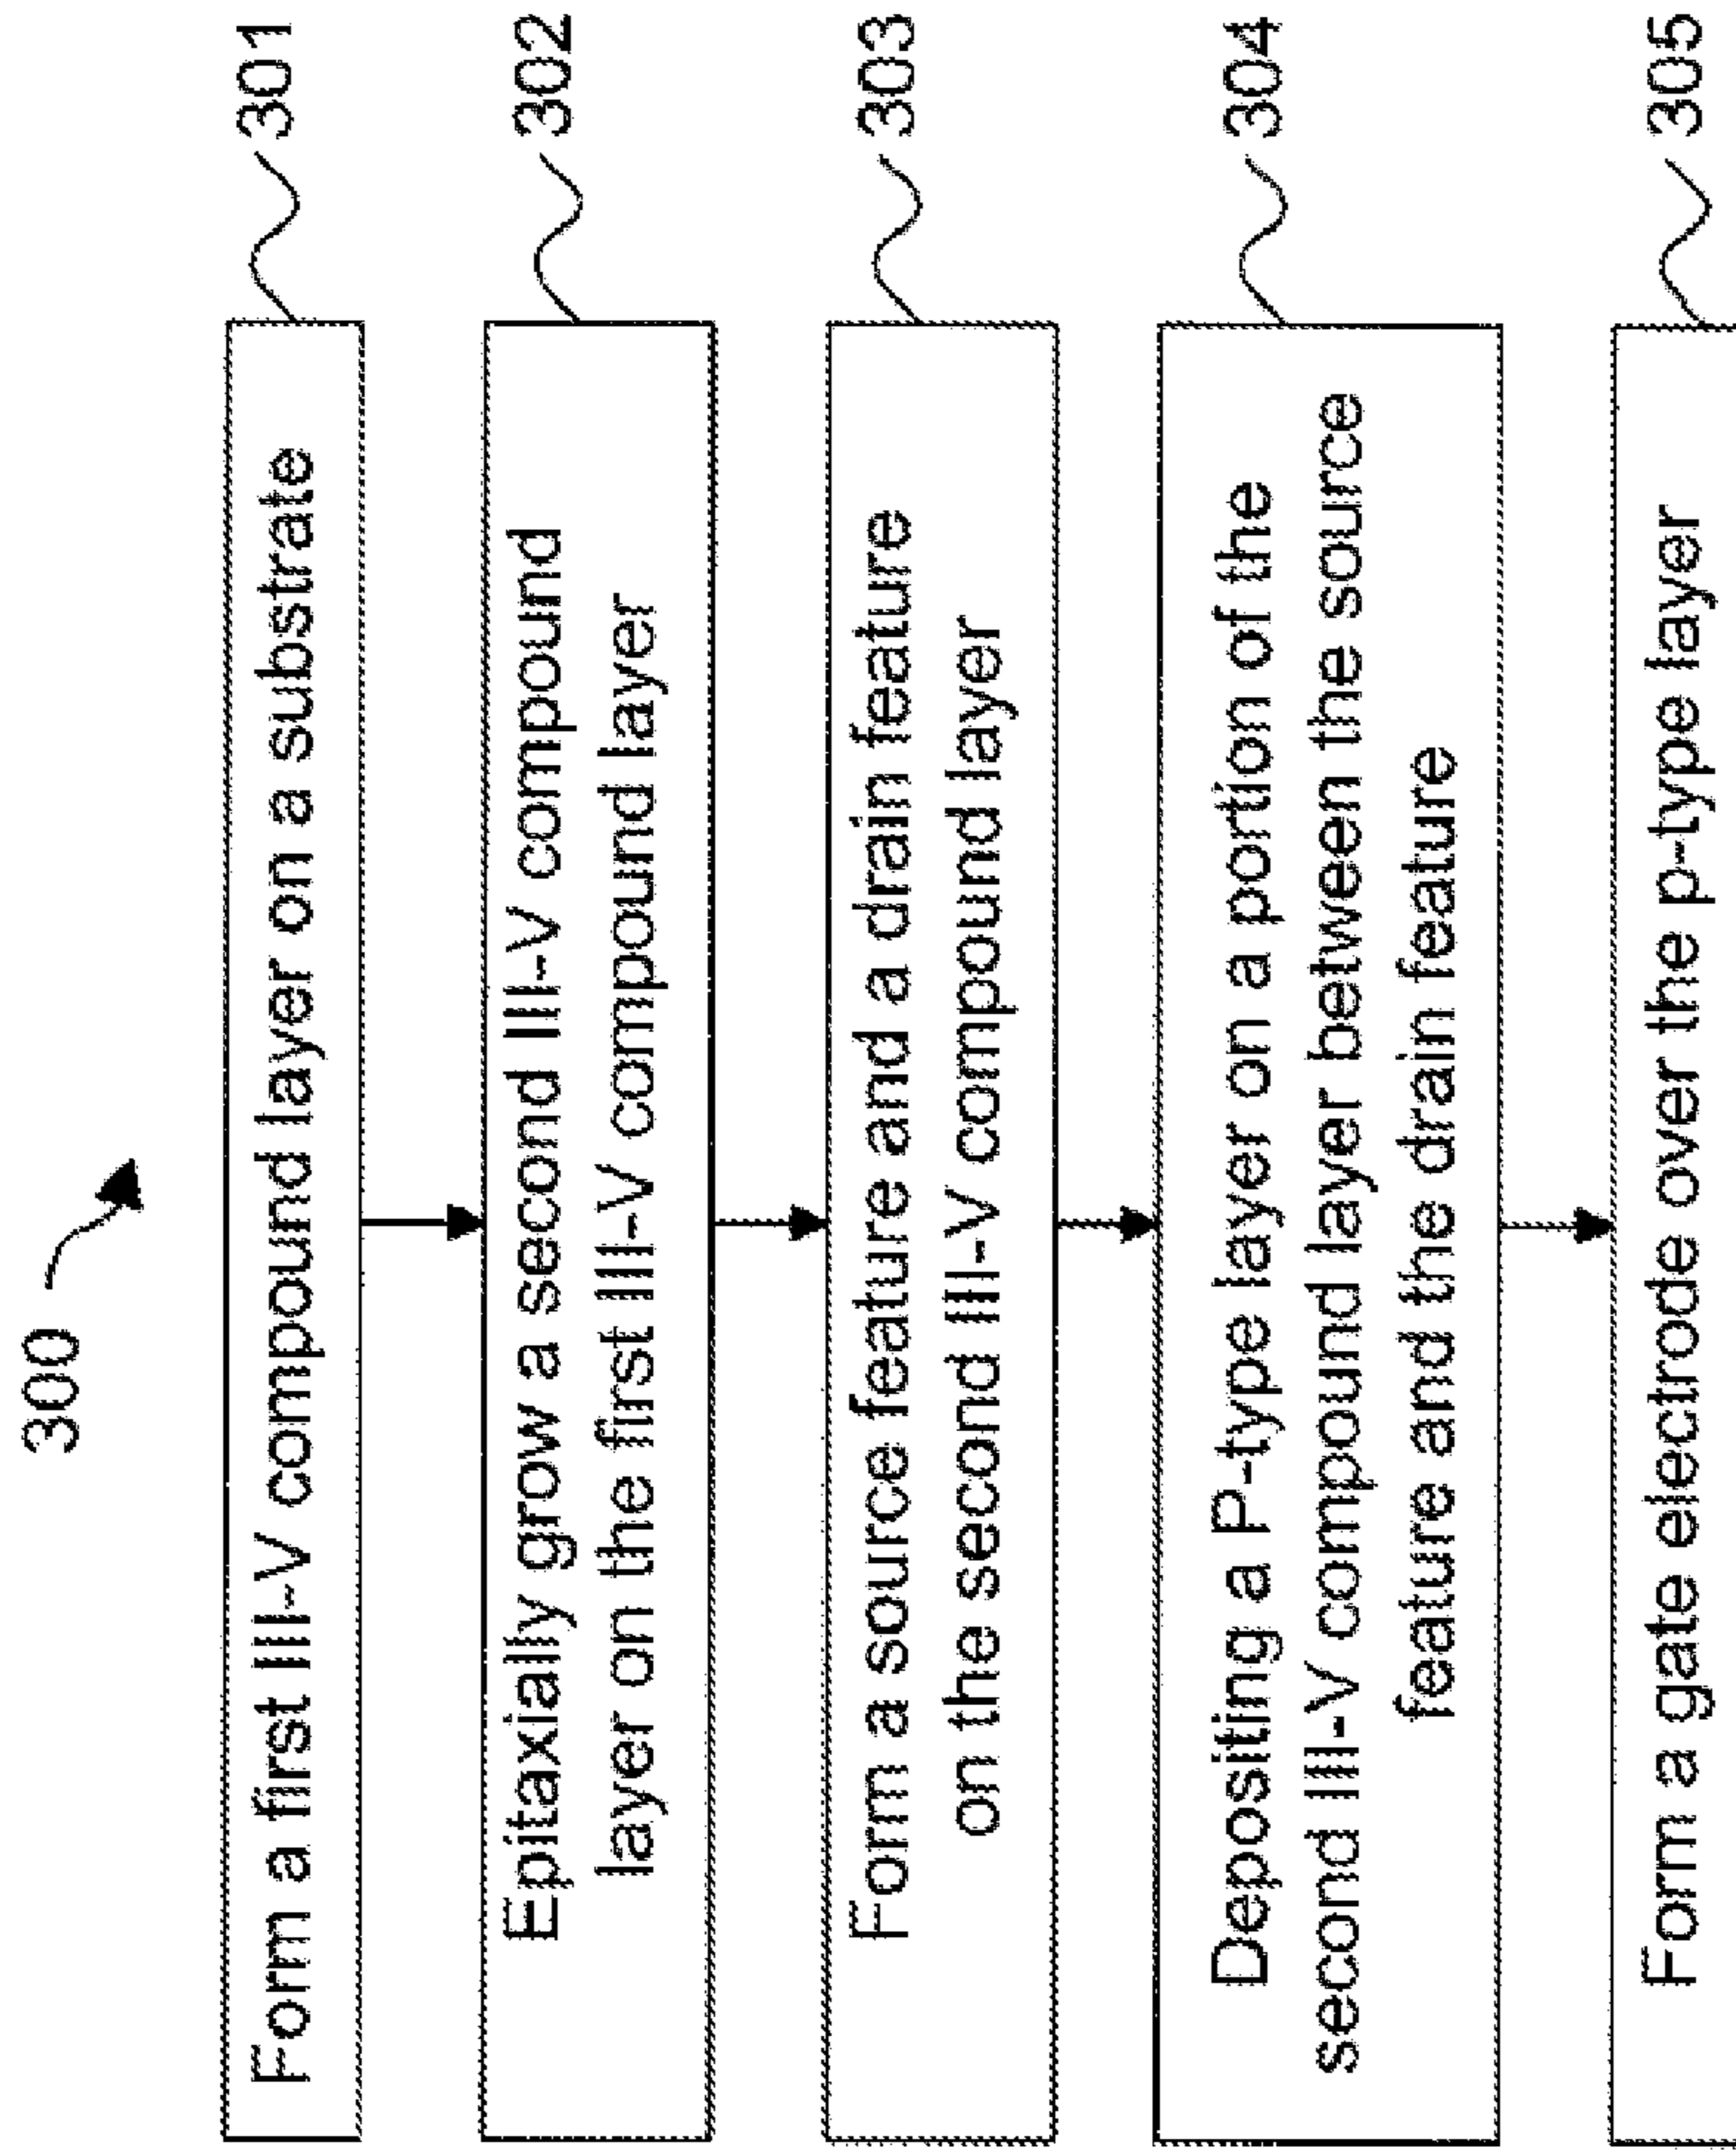 300
Form a first III-V compound layer on a substrate
301
Epitaxially grow a second III-V compound
layer on the first III-V compound layer
302
Form a source feature and a drain feature
on the second III-V compound layer
303
Depositing a P-type layer on a portion of the
second III-V compound layer between the source
feature and the drain feature
304
Form a gate electrode over the p-type layer
305